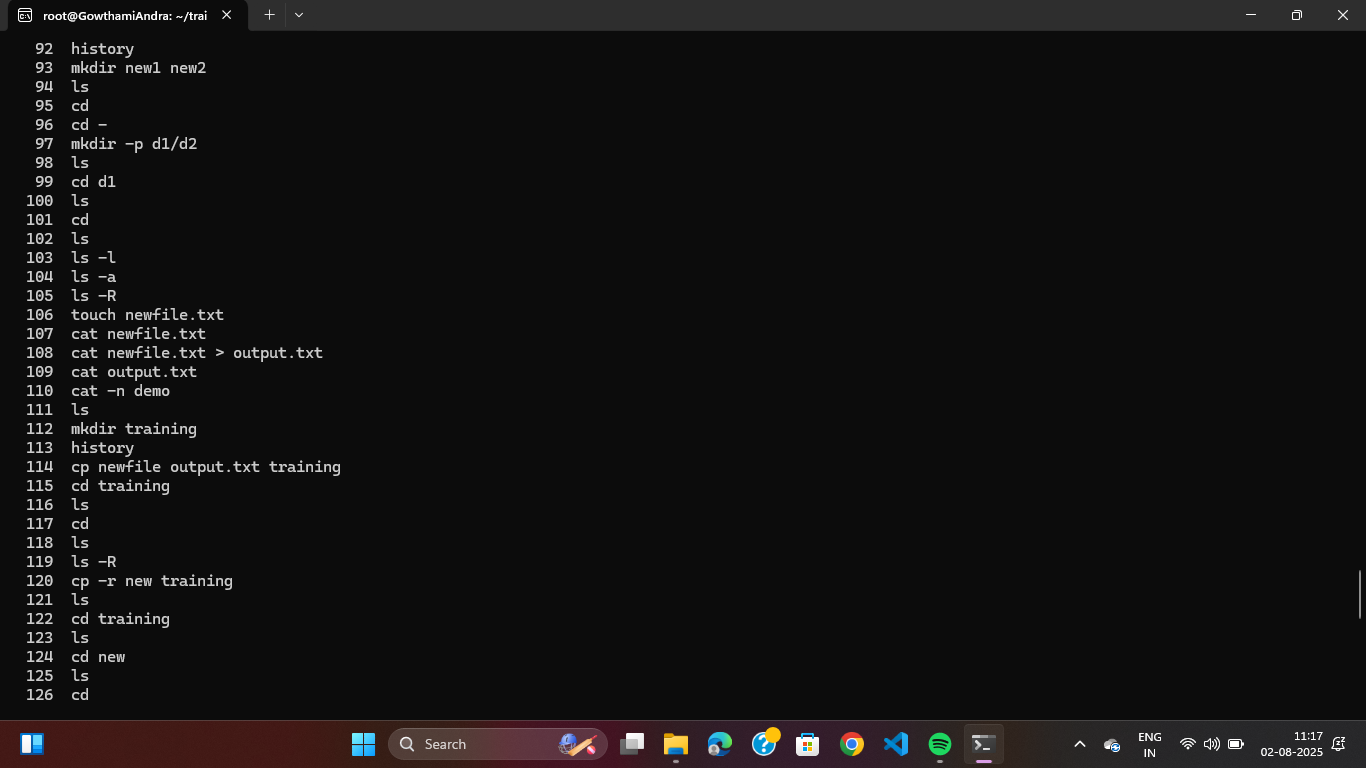 root@GowthamiAndra: ~/trai
92 history
93 mkdir new1 new2
94 ls
95 cd
96 cd -
97 mkdir -p d1/d2
98 ls
99 cd d1
100 ls
101 cd
102 ls
103 ls -l
104 ls -a
105 ls -R
106 touch newfile.txt
107 cat newfile.txt
108 cat newfile.txt > output.txt
109 cat output.txt
110 cat -n demo
111 ls
112 mkdir training
113 history
114 cp newfile output.txt training
115 cd training
116 ls
117 cd
118 ls
119 ls -R
120 cp -r new training
121 ls
122 cd training
123 ls
124 cd new
125 ls
126 cd
Search
ENG
IN
11:17
02-08-2025